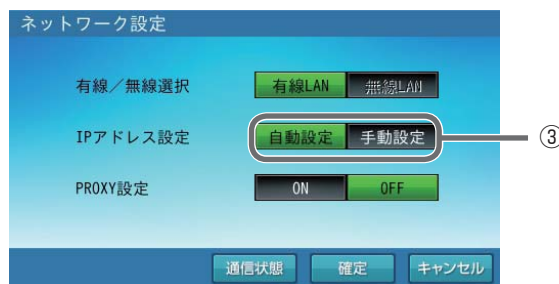 ネットワーク設定
有線／無線選択 有線LAN 無線LAN
IPアドレス設定 自動設定 手動設定 ③
PROXY設定 ON OFF
通信状態 確定 キャンセル